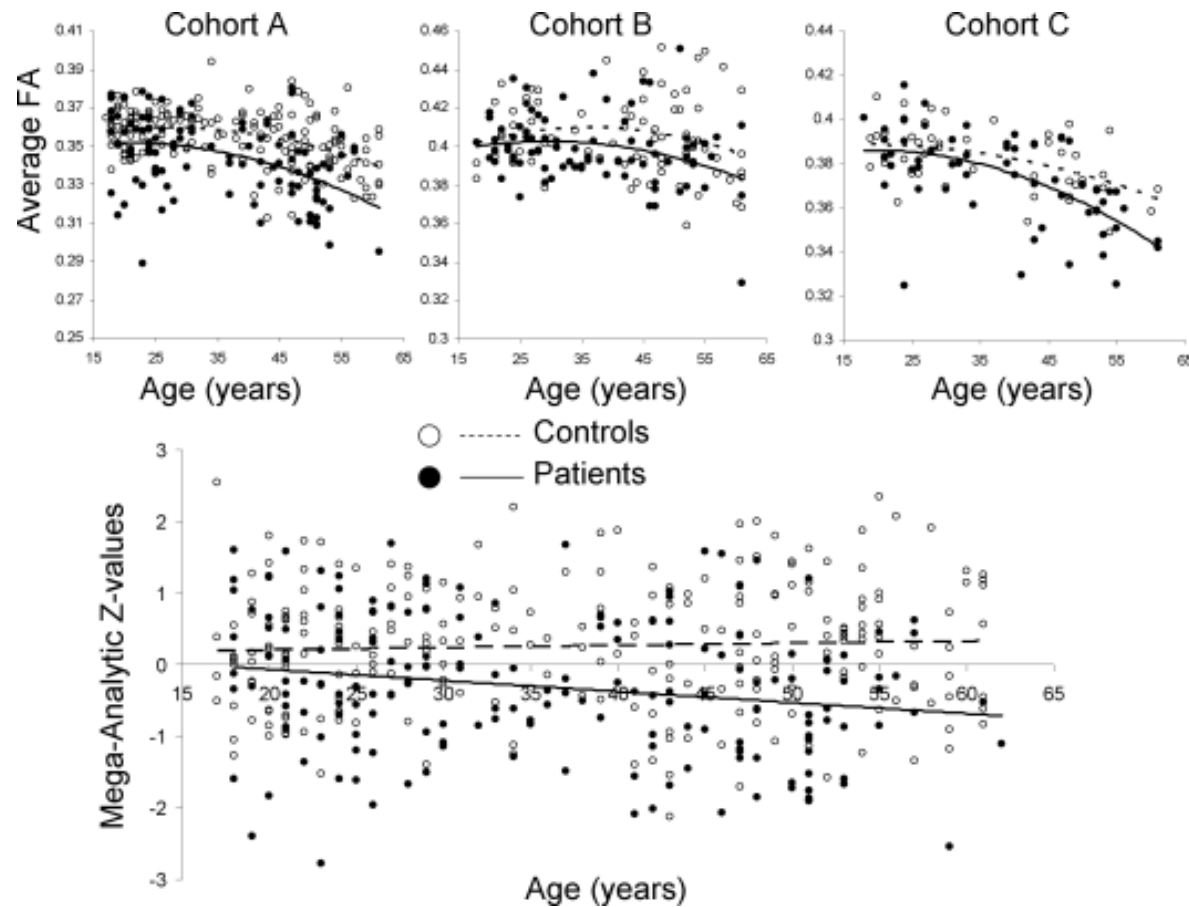 Cohort A
Cohort B
Cohort C
Average FA
0.41
0.39
0.37
0.35
0.33
0.31
0.29
0.27
0.25
15 25 35 45 55 65
Age (years)
0.46
0.44
0.42
0.4
0.38
0.36
0.34
0.32
0.3
15 25 35 45 55 65
Age (years)
0.44
0.42
0.4
0.38
0.36
0.34
0.32
0.3
15 25 35 45 55 65
Age (years)
Controls
Patients
Mega-Analytic Z-values
3
2
1
0
-1
-2
-3
15 20 25 30 35 40 45 50 55 60 65
Age (years)